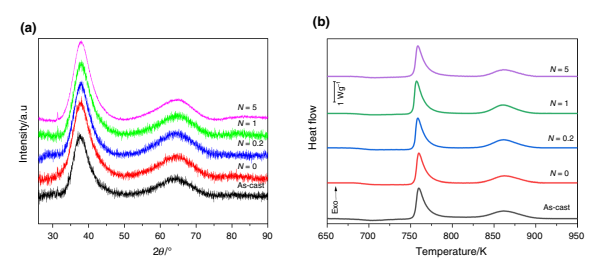 (a)
Intensity/a.u
N = 5
N = 1
N = 0.2
N = 0
As-cast
30 40 50 60 70 80 90
2θ/°
(b)
Heat flow
1 Wg⁻¹
Exo
N = 5
N = 1
N = 0.2
N = 0
As-cast
650 700 750 800 850 900 950
Temperature/K